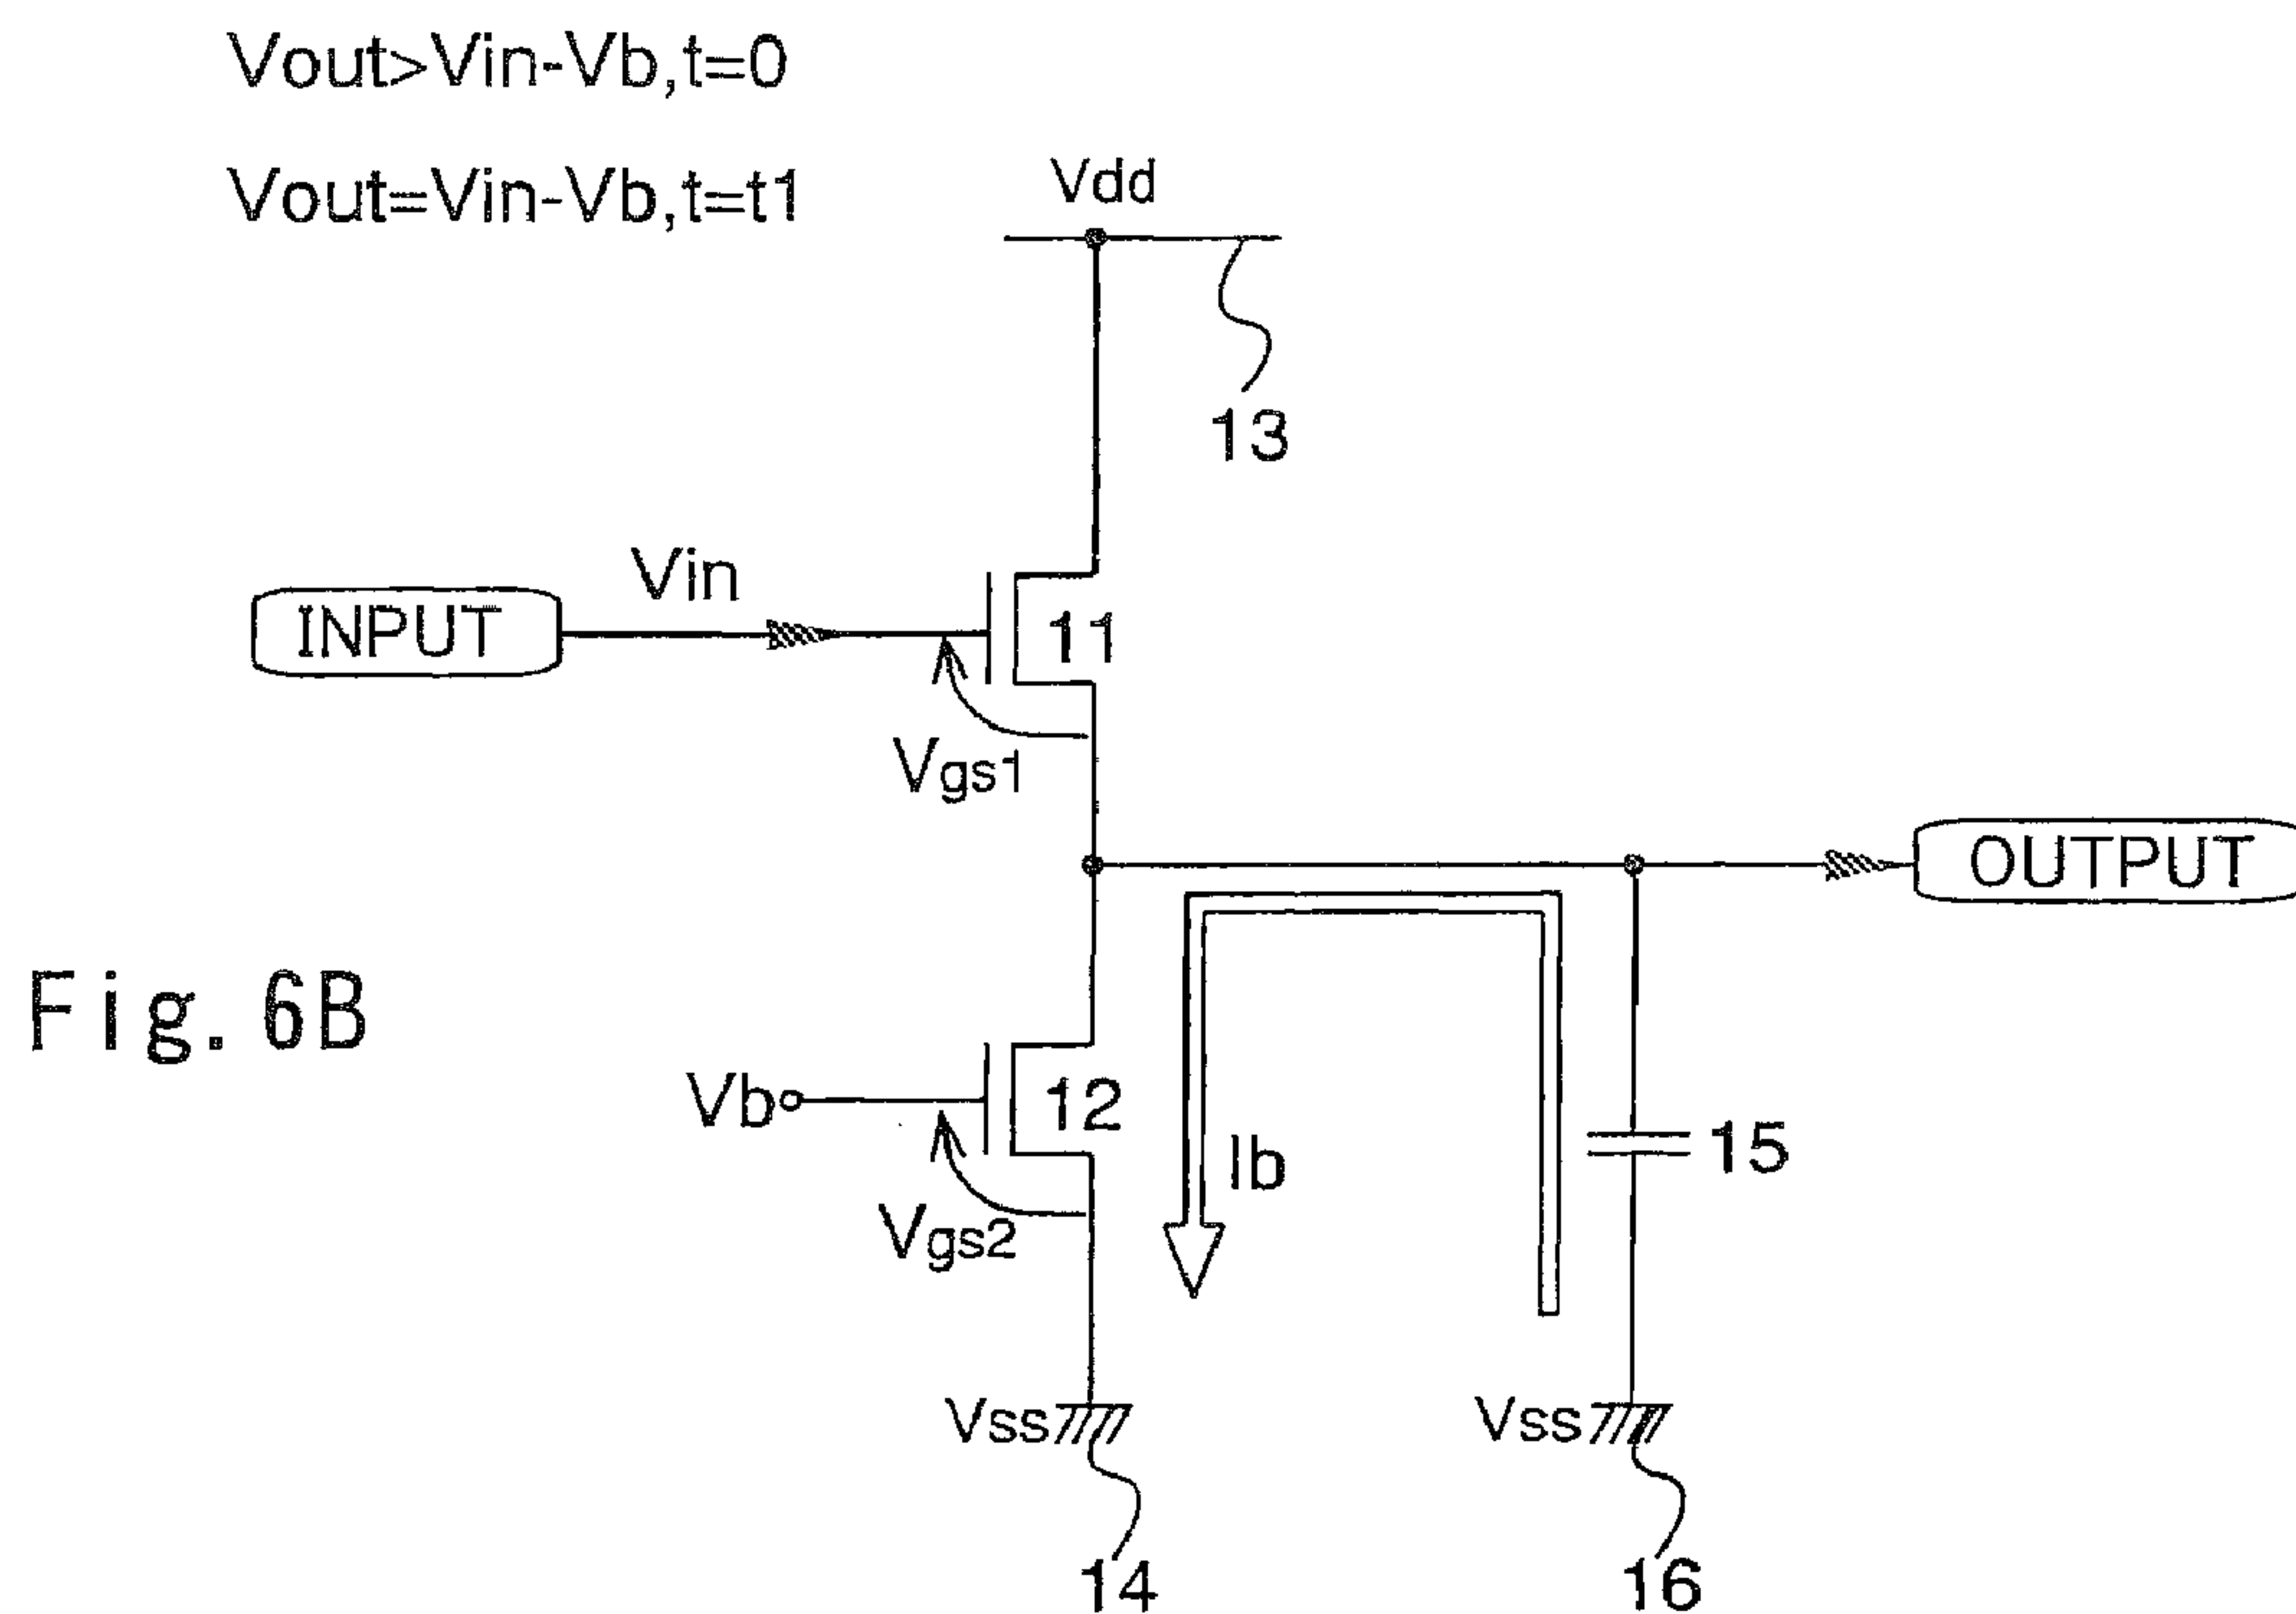 Vout>Vin-Vb,t=0
Vout=Vin-Vb,t=t1
Vdd
13
INPUT
Vin
11
Vgs1
OUTPUT
Fig. 6B
Vb
12
Vgs2
Ib
15
Vss
Vss
14
16